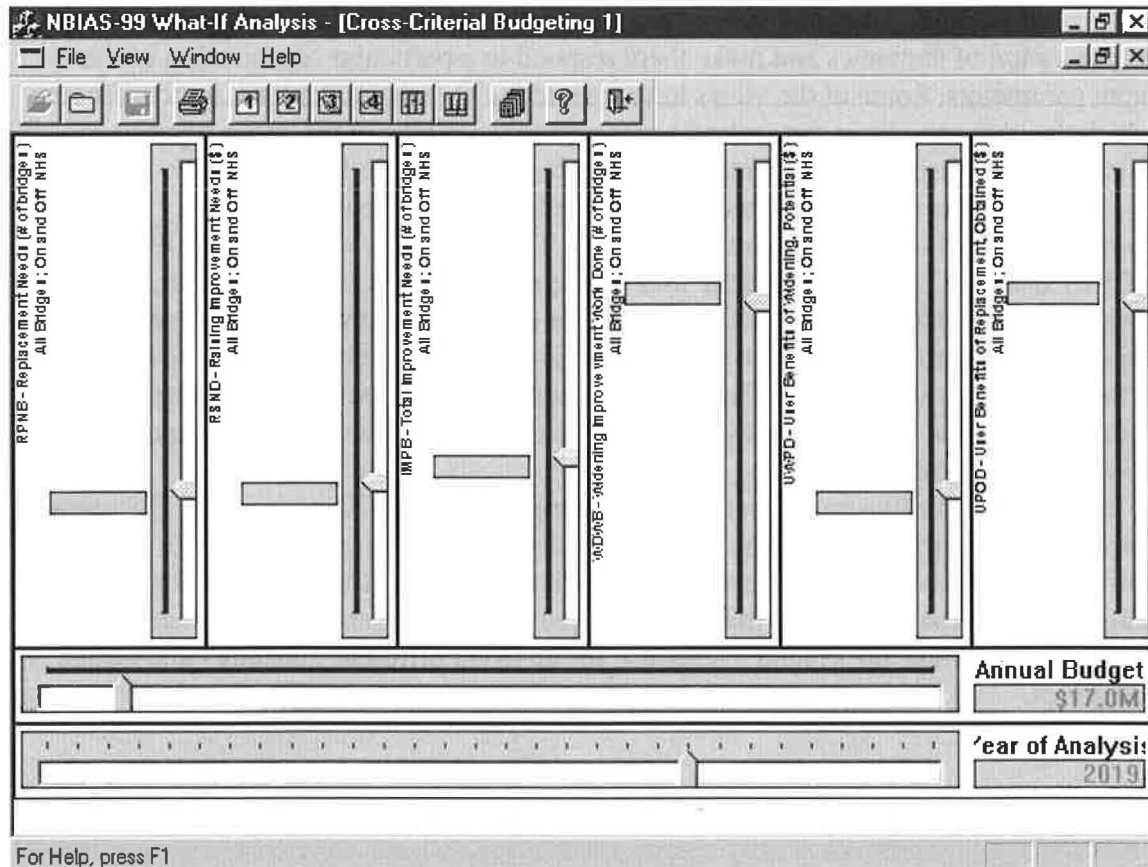 NBIAS-99 What-If Analysis - [Cross-Criterial Budgeting 1]
File View Window Help
1 2 3 4
RPNB - Replacement Needs (# of bridges)
All Bridges; On and Off NHS
RSND - Raising Improvement Needs ($)
All Bridges; On and Off NHS
IMPB - Total Improvement Needs (# of bridges)
All Bridges; On and Off NHS
WDWB - Widening Improvement Work Done (# of bridges)
All Bridges; On and Off NHS
UWPD - User Benefits of Widening, Potential ($)
All Bridges; On and Off NHS
UPOD - User Benefits of Replacement, Obtained ($)
All Bridges; On and Off NHS
Annual Budget
$17.0M
Year of Analysis
2019
For Help, press F1